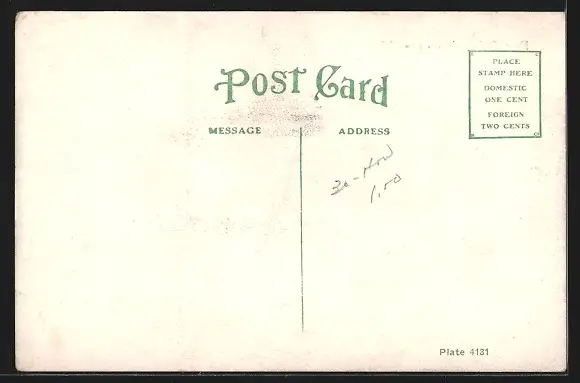 Post Card
MESSAGE
ADDRESS
PLACE
STAMP HERE
DOMESTIC
ONE CENT
FOREIGN
TWO CENTS
1.50
Plate 4131